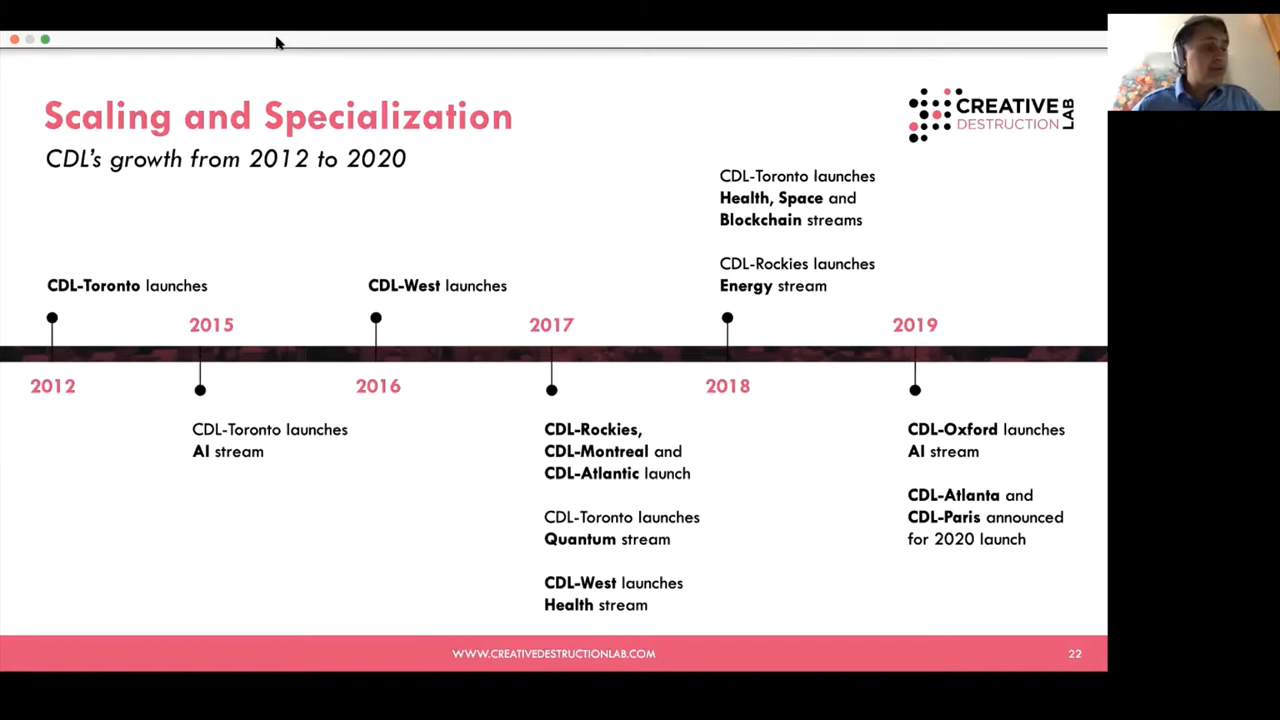 Scaling and Specialization
CDL's growth from 2012 to 2020
CREATIVE
DESTRUCTION
LAB
CDL-Toronto launches
Health, Space and
Blockchain streams
CDL-Rockies launches
Energy stream
CDL-Toronto launches
CDL-West launches
2015
2017
2019
2012
2016
2018
CDL-Toronto launches
AI stream
CDL-Rockies,
CDL-Montreal and
CDL-Atlantic launch
CDL-Toronto launches
Quantum stream
CDL-West launches
Health stream
CDL-Oxford launches
AI stream
CDL-Atlanta and
CDL-Paris announced
for 2020 launch
WWW.CREATIVEDESTRUCTIONLAB.COM
22